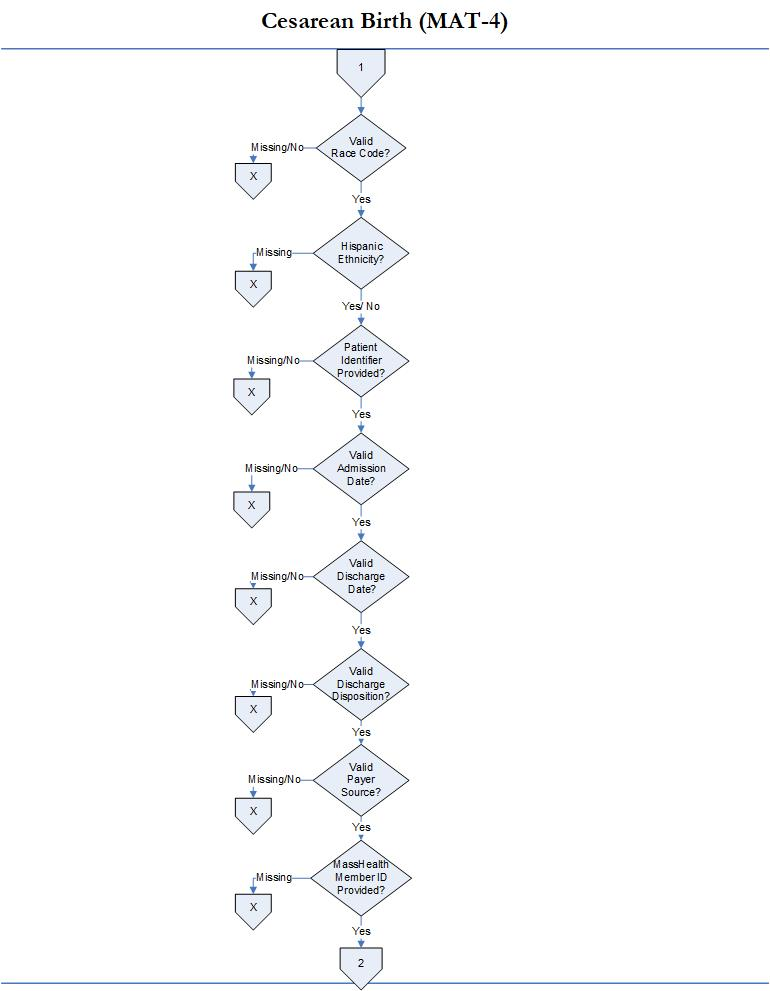 Cesarean Birth (MAT-4)
1
Valid
Race Code?
Missing/No
X
Yes
Hispanic
Ethnicity?
Missing
X
Yes/ No
Patient
Identifier
Provided?
Missing/No
X
Yes
Valid
Admission
Date?
Missing/No
X
Yes
Valid
Discharge
Date?
Missing/No
X
Yes
Valid
Discharge
Disposition?
Missing/No
X
Yes
Valid
Payer
Source?
Missing/No
X
Yes
MassHealth
Member ID
Provided?
Missing
X
Yes
2